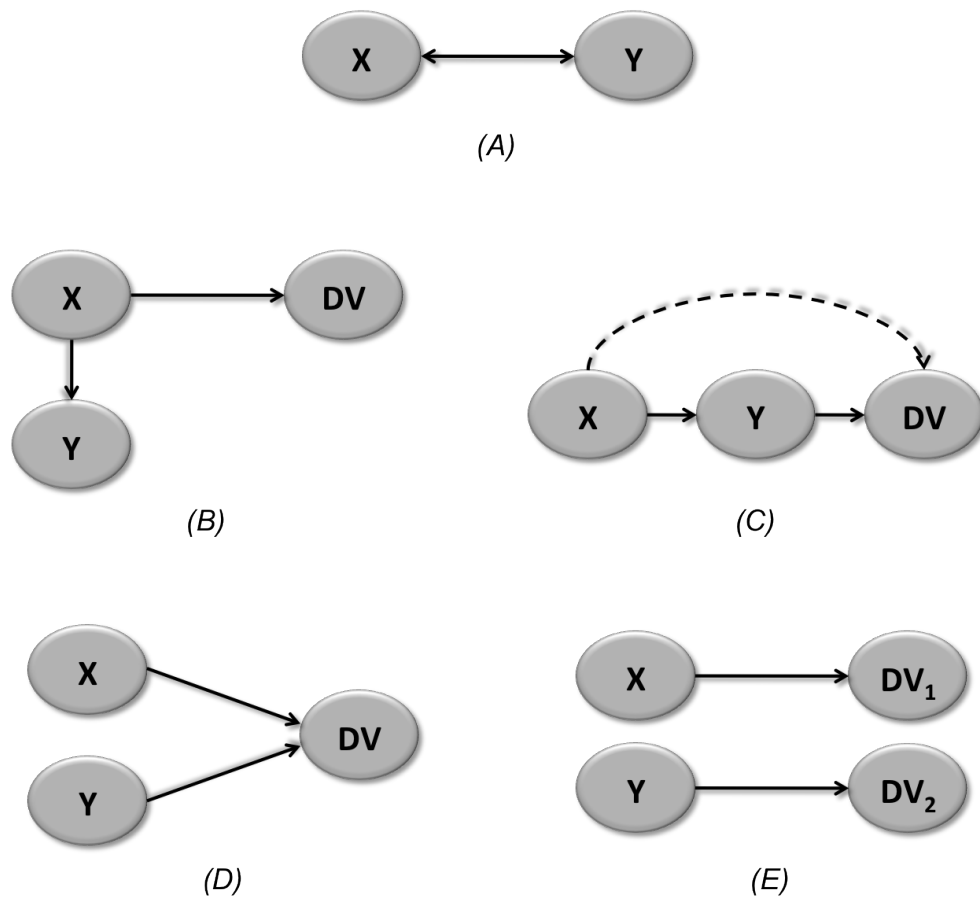 X Y
(A)
X DV
Y
(B)
X Y DV
(C)
X
DV
Y
(D)
X DV₁
Y DV₂
(E)